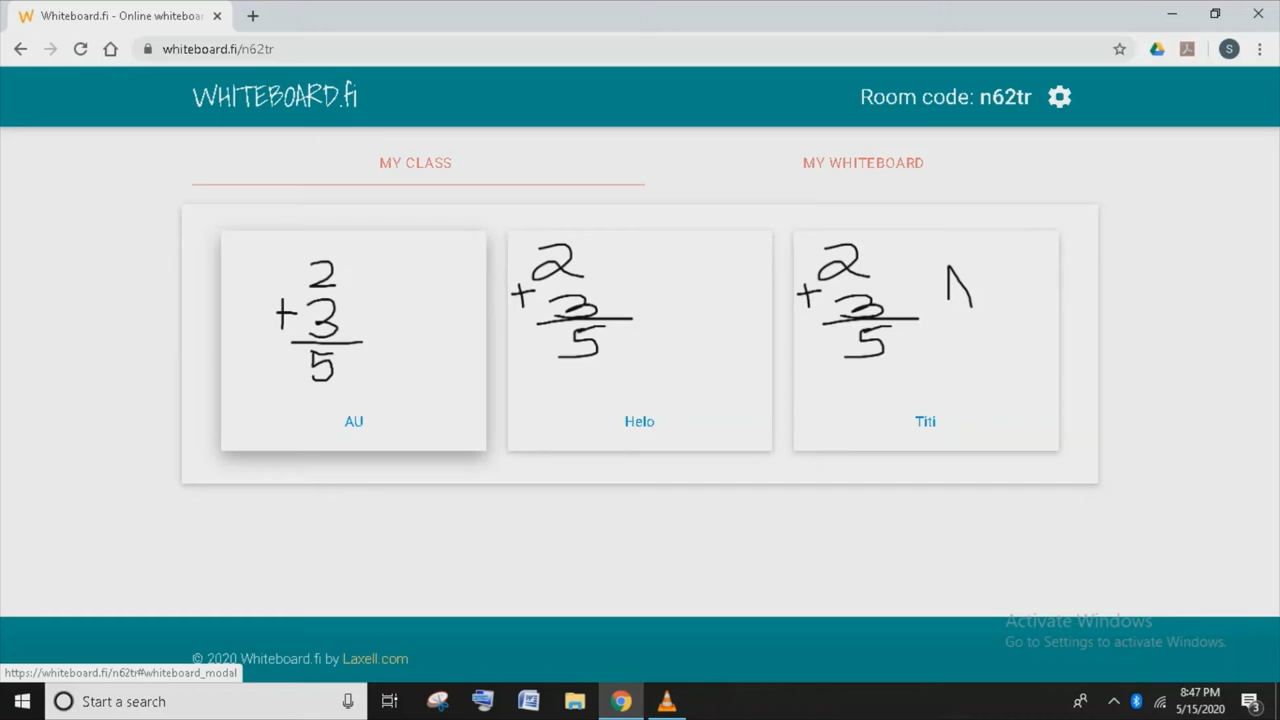 Whiteboard.fi - Online whiteboa
whiteboard.fi/n62tr
S
WHITEBOARD.fi
Room code: n62tr
MY CLASS
MY WHITEBOARD
2
+ 3
5
AU
2
+ 3
5
Helo
2
+ 3
5
Titi
Activate Windows
Go to Settings to activate Windows.
© 2020 Whiteboard.fi by Laxell.com
https://whiteboard.fi/n62tr#whiteboard_modal
Start a search
8:47 PM
5/15/2020
3